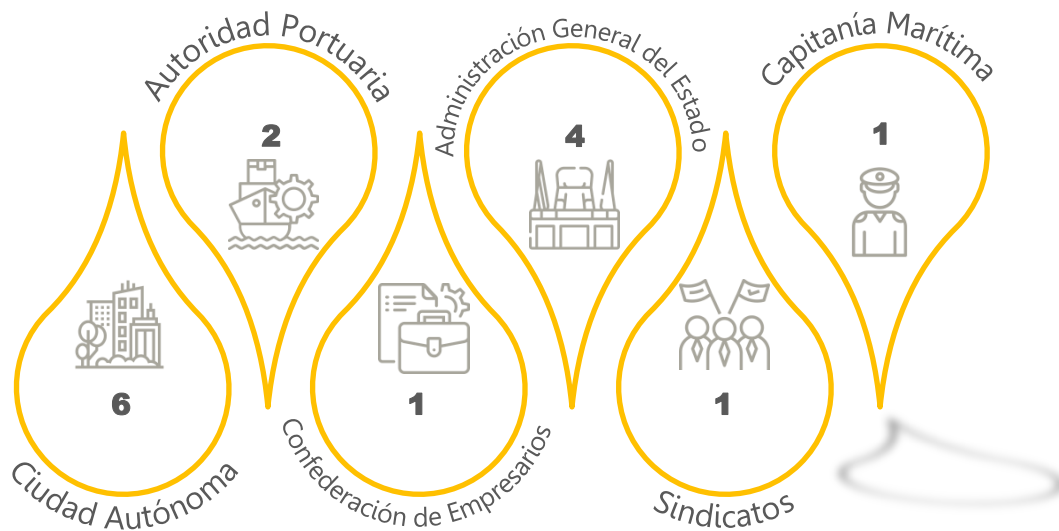 Autoridad Portuaria
2
Administración General del Estado
4
Capitanía Marítima
1
6
Ciudad Autónoma
1
Confederación de Empresarios
1
Sindicatos